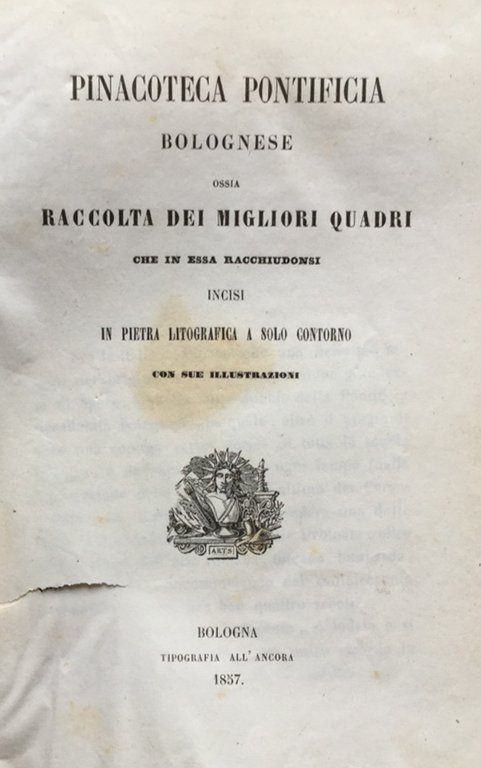 PINACOTECA PONTIFICIA
BOLOGNESE
OSSIA
RACCOLTA DEI MIGLIORI QUADRI
CHE IN ESSA RACCHIUDONSI
INCISI
IN PIETRA LITOGRAFICA A SOLO CONTORNO
CON SUE ILLUSTRAZIONI
ARTS
BOLOGNA
TIPOGRAFIA ALL'ANCORA
1857.